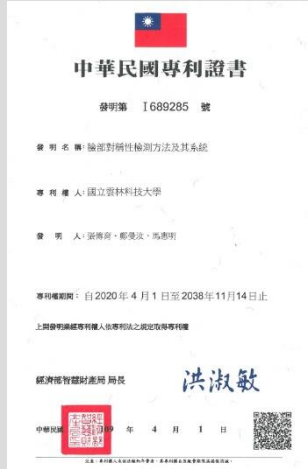 中華民國專利證書
發明第 I689285 號
發明名稱：臉部對稱性檢測方法及其系統
專利權人：國立雲林科技大學
發明人：張傳育、鄭曼汝、馬惠明
專利權期間：自2020年4月1日至2038年11月14日止
上開發明業經專利權人依專利法之規定取得專利權
經濟部智慧財產局 局長
洪淑敏
中華民國 109 年 4 月 1 日